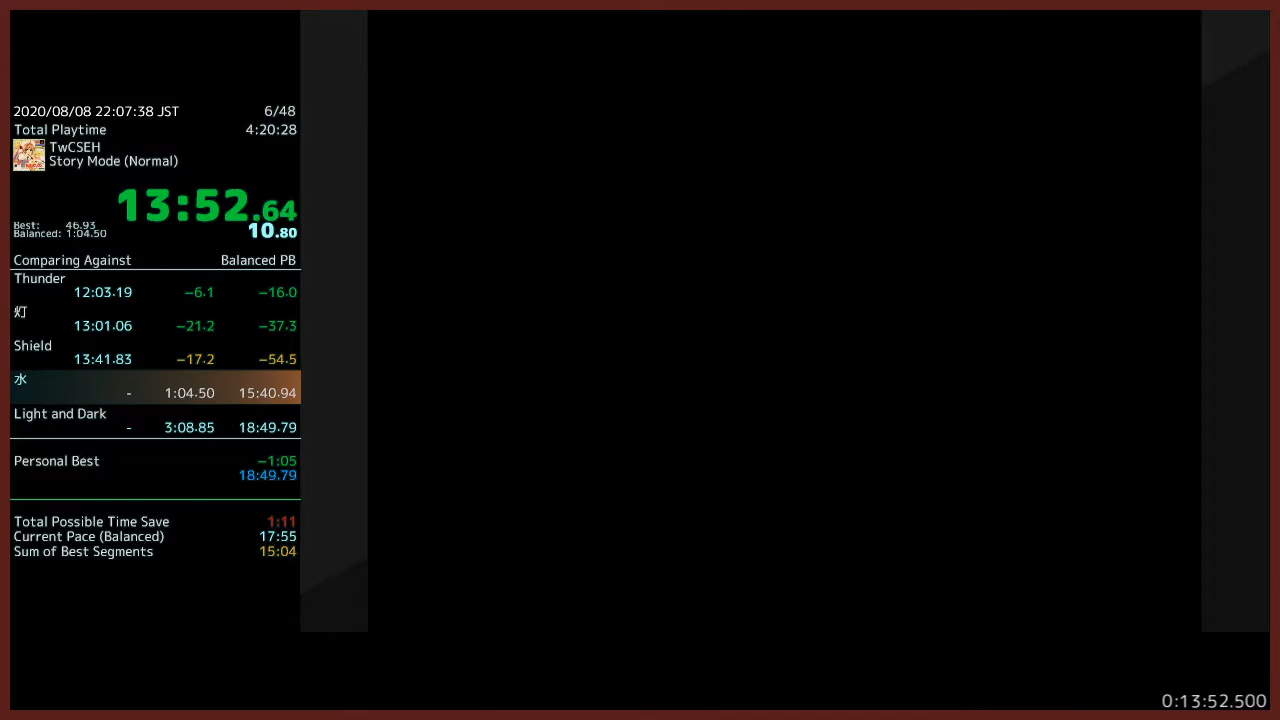 2020/08/08 22:07:38 JST 6/48
Total Playtime 4:20:28
TwCSEH
Story Mode (Normal)
13:52.64
Best: 46.93
10.80
Balanced: 1:04.50
Comparing Against Balanced PB
Thunder
12:03.19 −6.1 −16.0
灯
13:01.06 −21.2 −37.3
Shield
13:41.83 −17.2 −54.5
水
- 1:04.50 15:40.94
Light and Dark
- 3:08.85 18:49.79
Personal Best −1:05
18:49.79
Total Possible Time Save 1:11
Current Pace (Balanced) 17:55
Sum of Best Segments 15:04
0:13:52.500